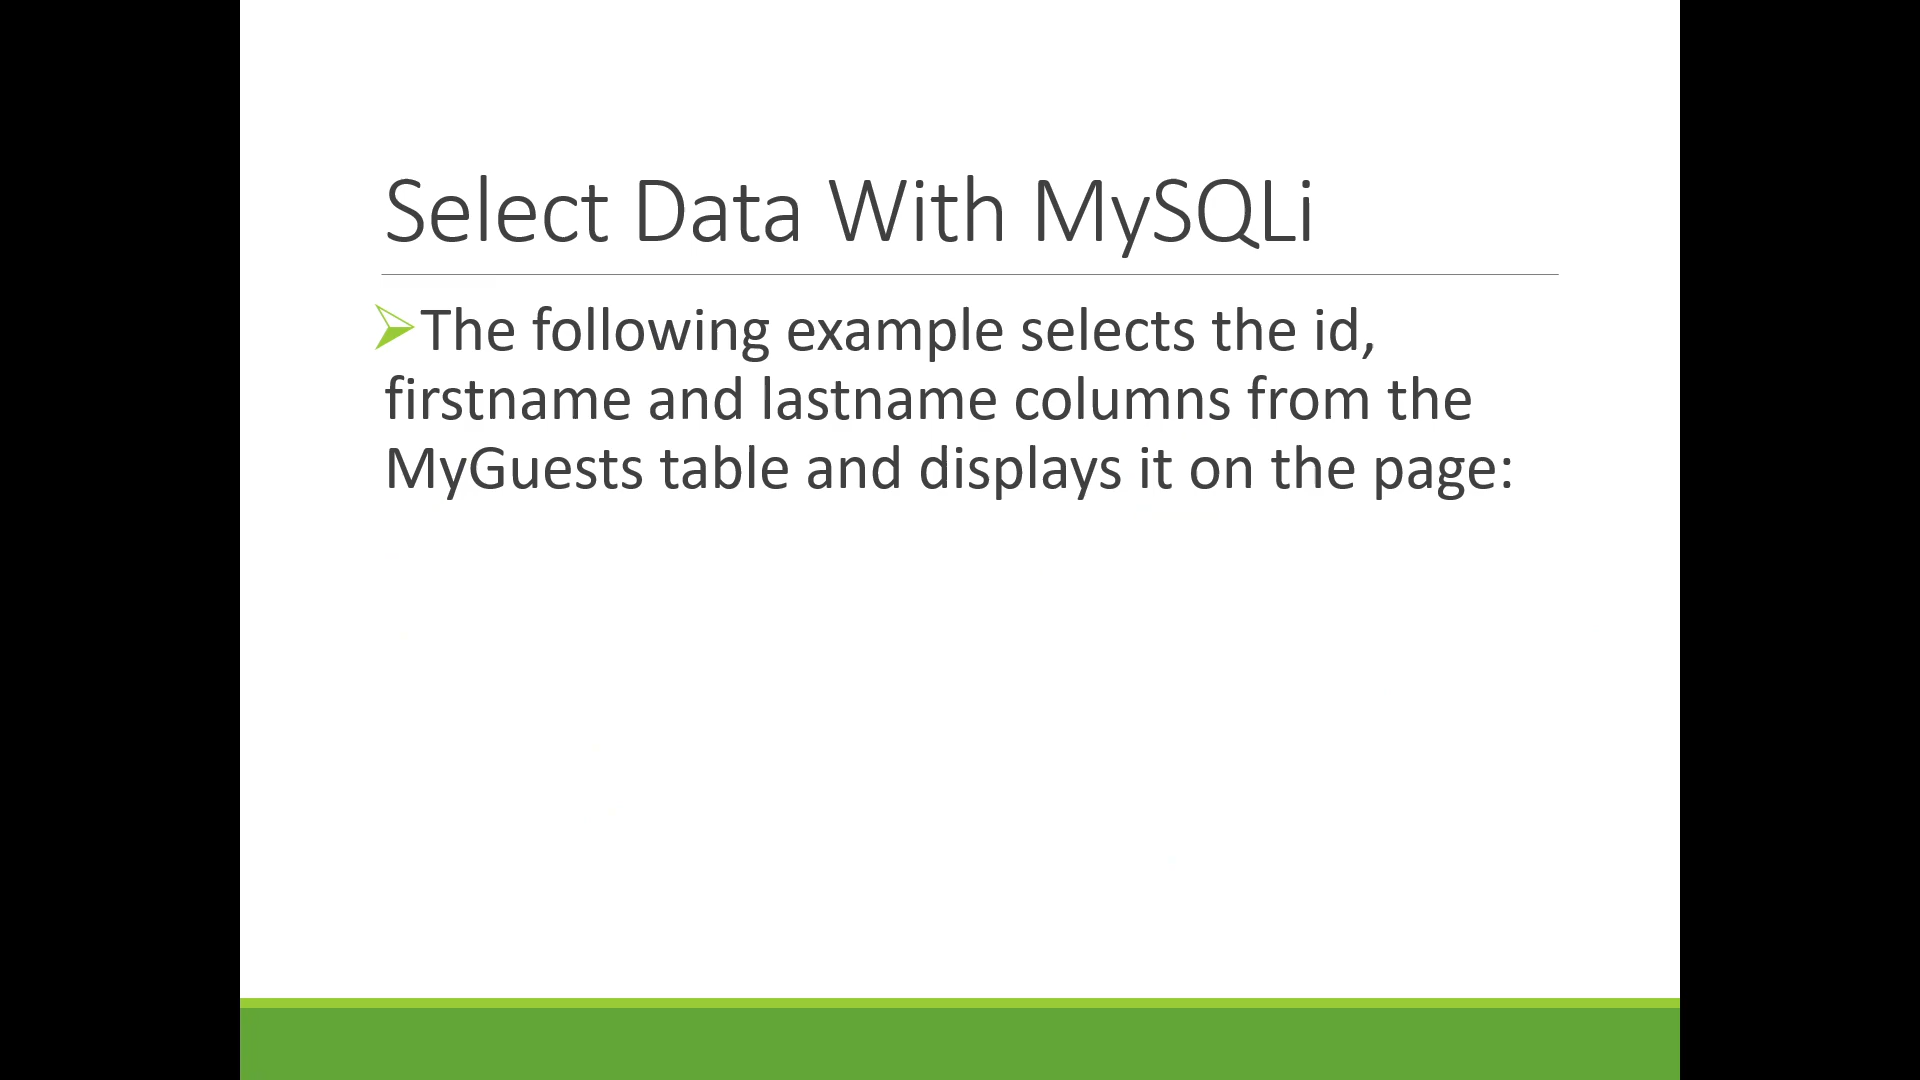 Select Data With MySQLi
The following example selects the id,
firstname and lastname columns from the
MyGuests table and displays it on the page: